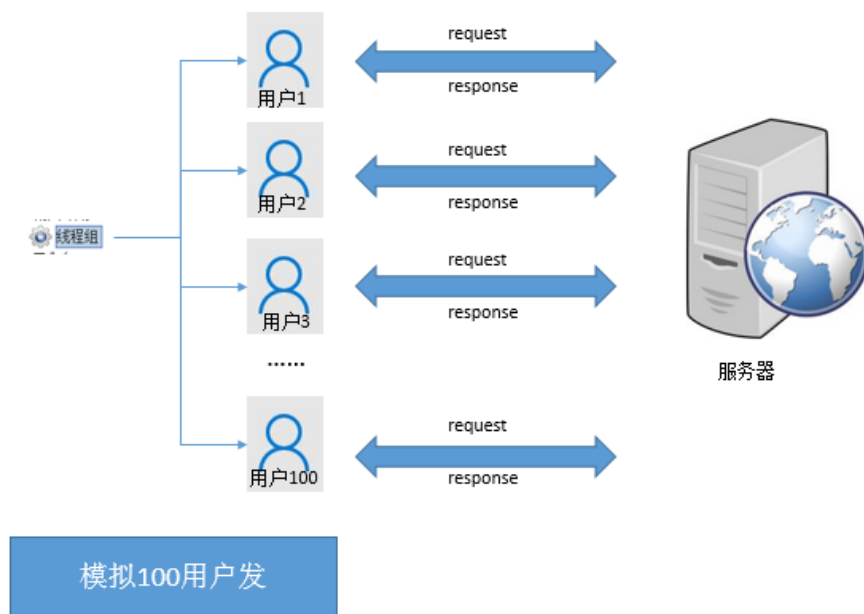 request
response
用户1
request
response
用户2
线程组
request
response
用户3
……
服务器
request
response
用户100
模拟100用户发